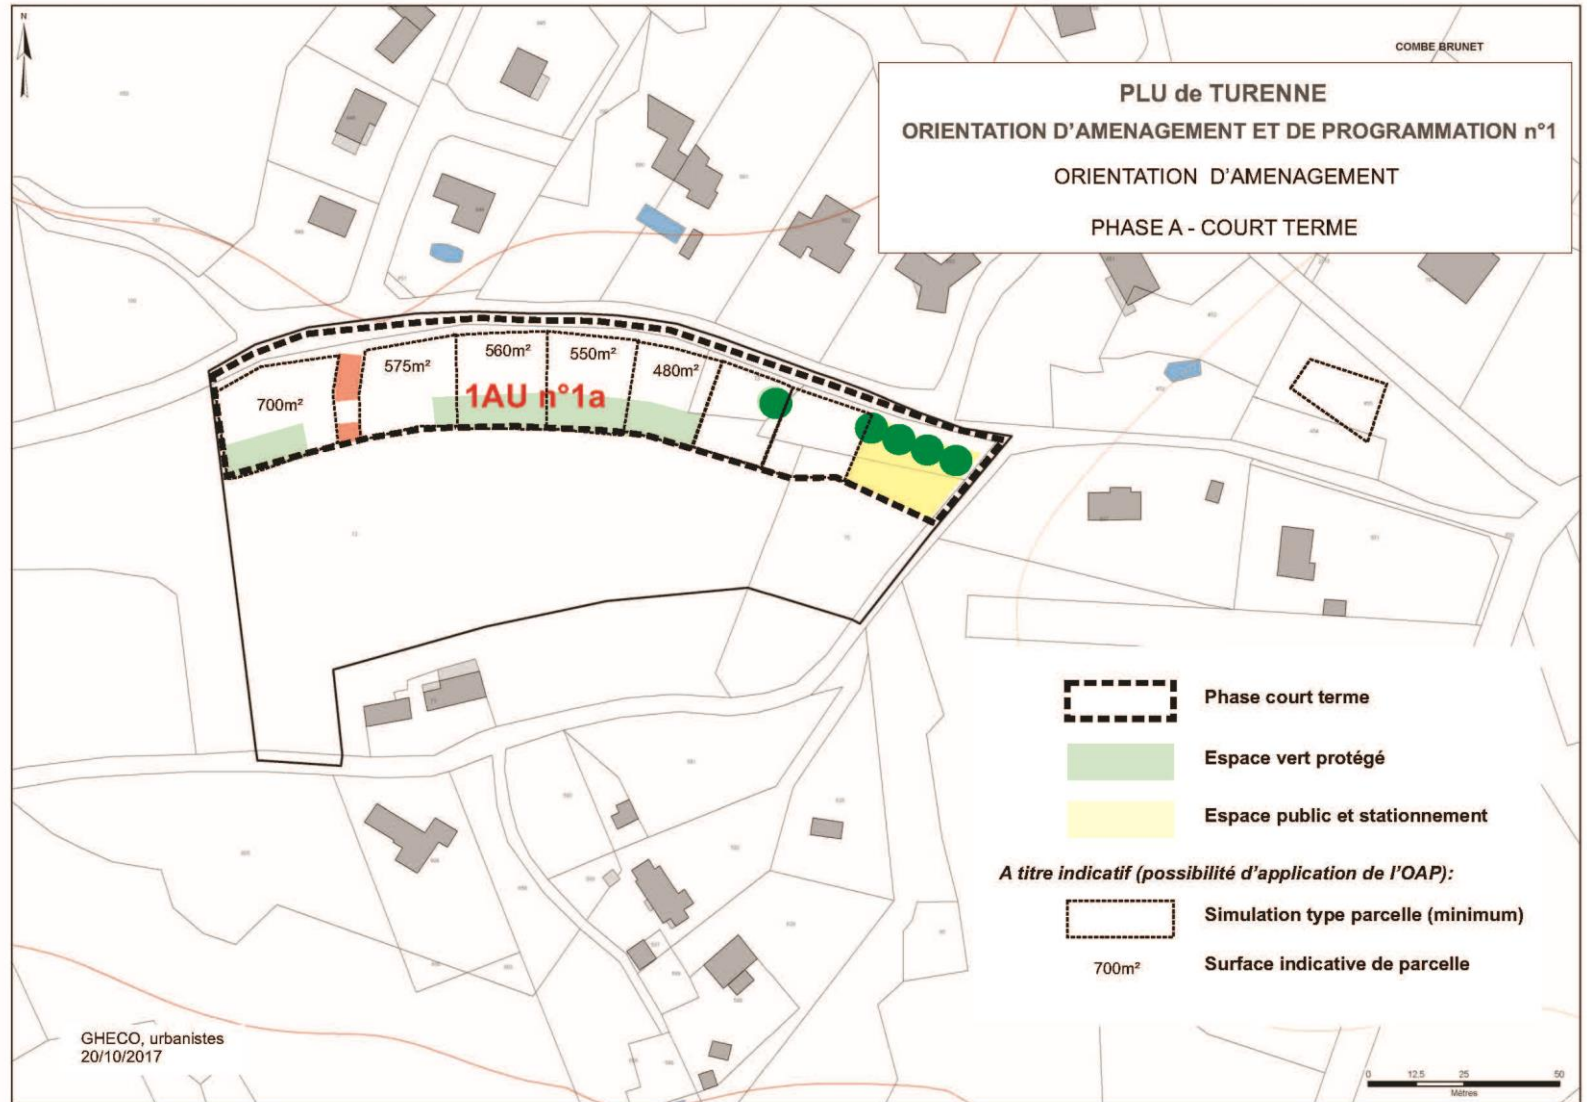 N
COMBE BRUNET
PLU de TURENNE
ORIENTATION D'AMENAGEMENT ET DE PROGRAMMATION n°1
ORIENTATION D'AMENAGEMENT
PHASE A - COURT TERME
700m²
575m²
560m²
550m²
480m²
1AU n°1a
Phase court terme
Espace vert protégé
Espace public et stationnement
A titre indicatif (possibilité d'application de l'OAP):
Simulation type parcelle (minimum)
700m² Surface indicative de parcelle
GHECO, urbanistes
20/10/2017
0 12.5 25 50
Mètres